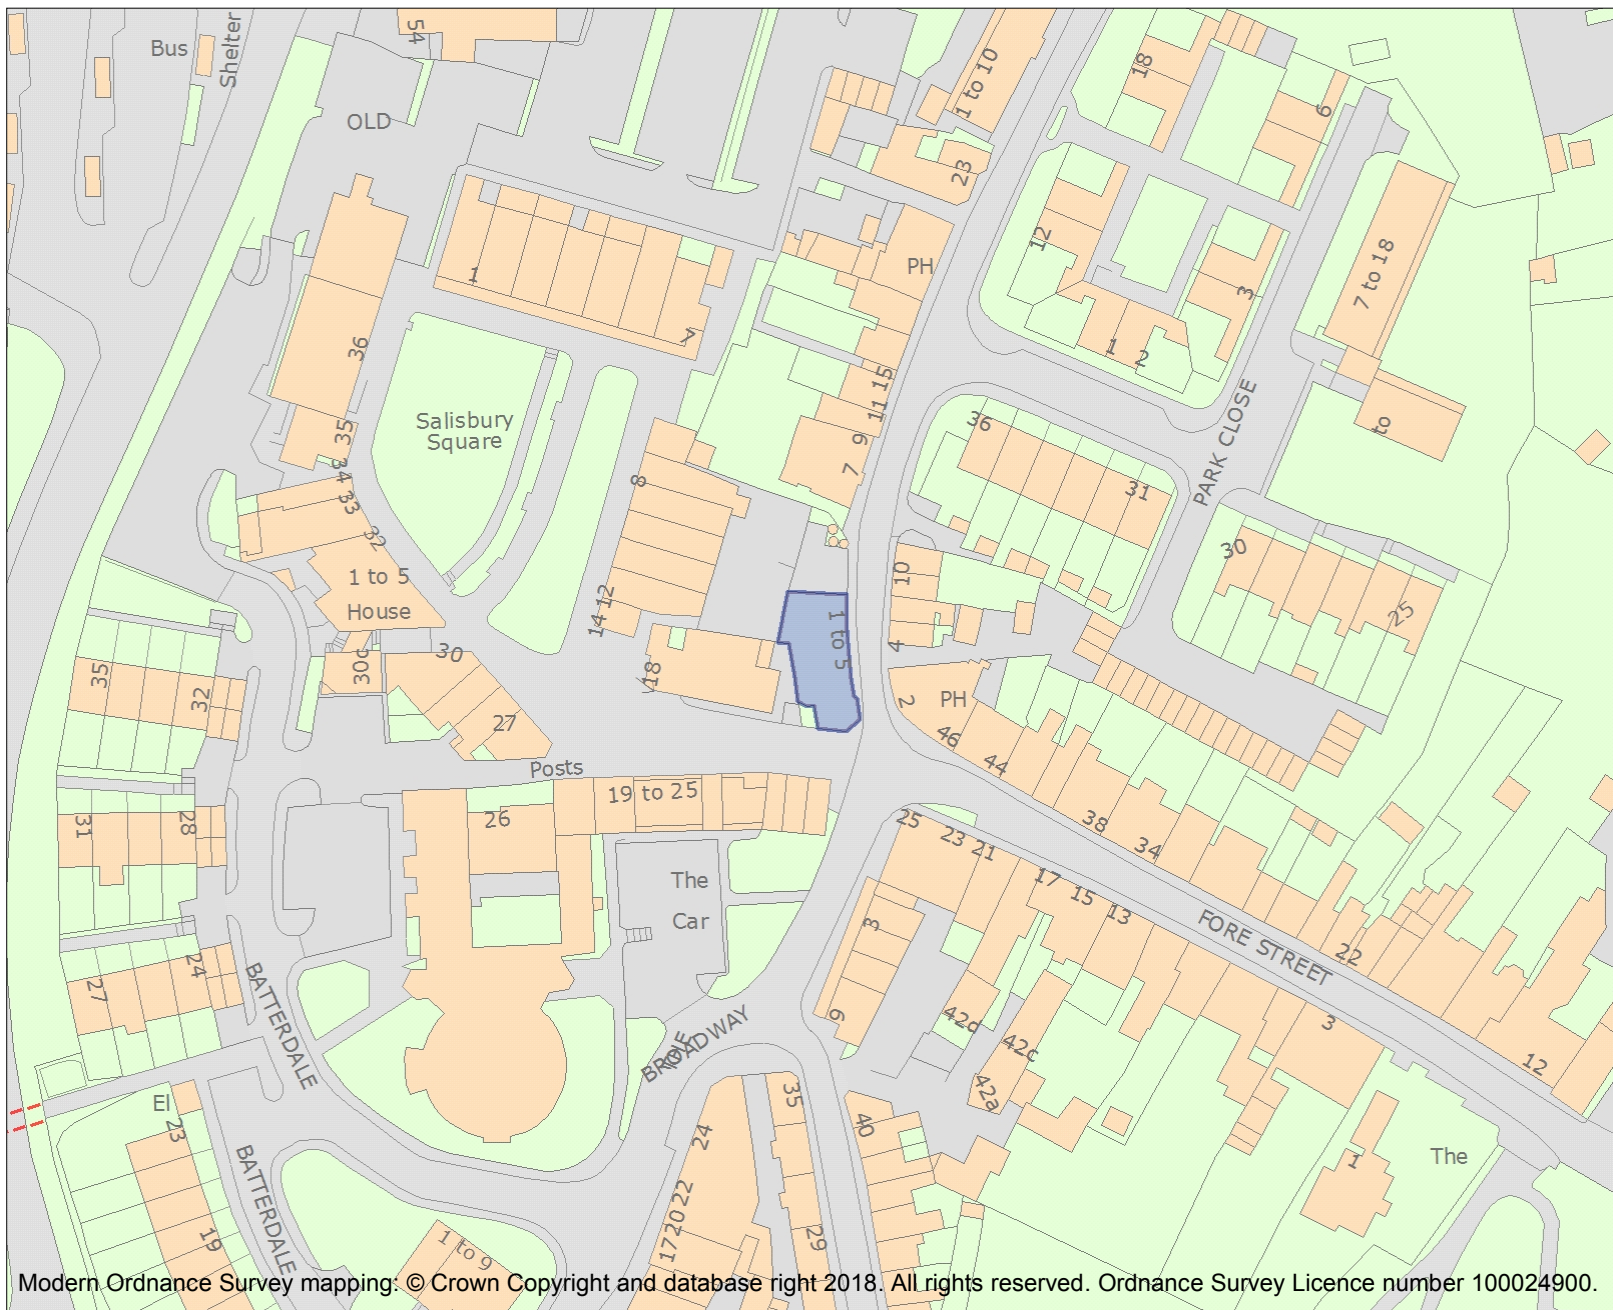 Bus
Shelter
54
OLD
1 to 10
18
6
23
12
PH
7 to 18
1
3
7
36
1 2
15
11
Salisbury
Square
35
34
33
32
9
7
8
36
31
PARK CLOSE
to
30
25
1 to 5
House
10
12
14
1 to 5
4
30c
30
18
35
32
27
2
PH
46
44
Posts
19 to 25
26
31
28
25
23
21
38
34
The
Car
17
15
13
3
FORE STREET
22
27
24
BATTERDALE
BROADWAY
6
42d
42c
42a
3
12
El
23
35
40
24
The
1
BATTERDALE
22
20
17
29
19
1 to 9
Modern Ordnance Survey mapping: © Crown Copyright and database right 2018. All rights reserved. Ordnance Survey Licence number 100024900.